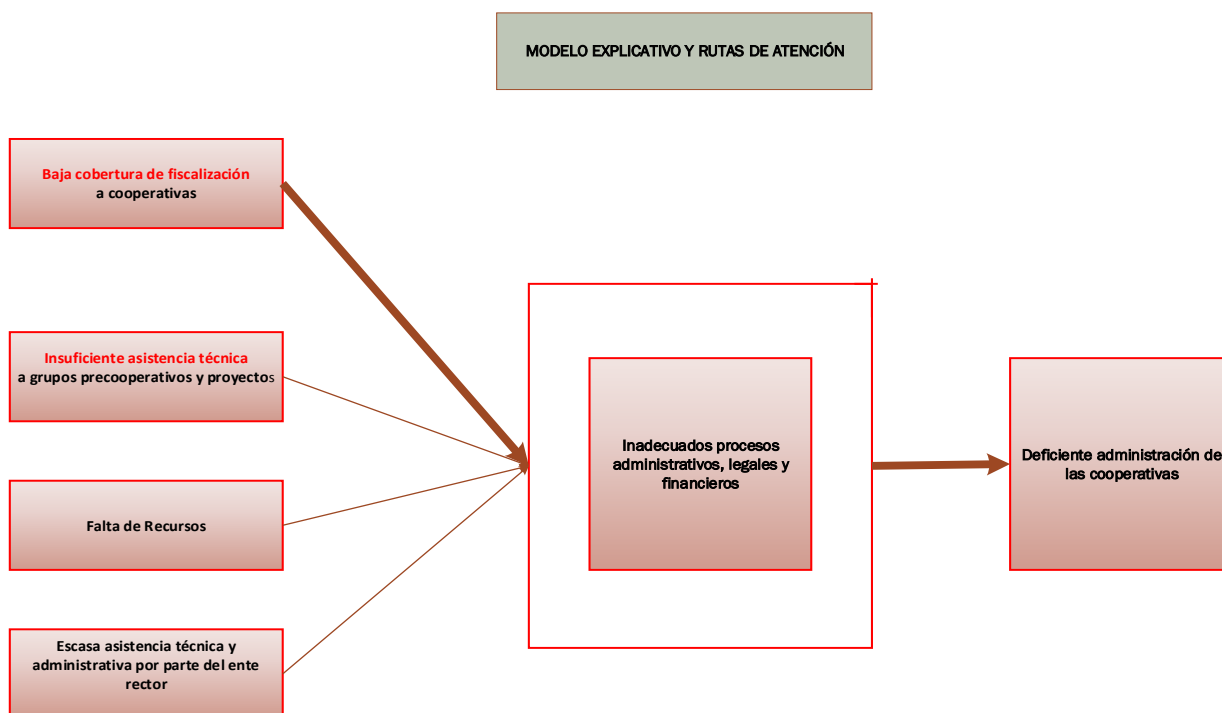 MODELO EXPLICATIVO Y RUTAS DE ATENCIÓN
Baja cobertura de fiscalización
a cooperativas
Insuficiente asistencia técnica
a grupos precooperativos y proyectos
Falta de Recursos
Escasa asistencia técnica y
administrativa por parte del ente
rector
Inadecuados procesos
administrativos, legales y
financieros
Deficiente administración de
las cooperativas